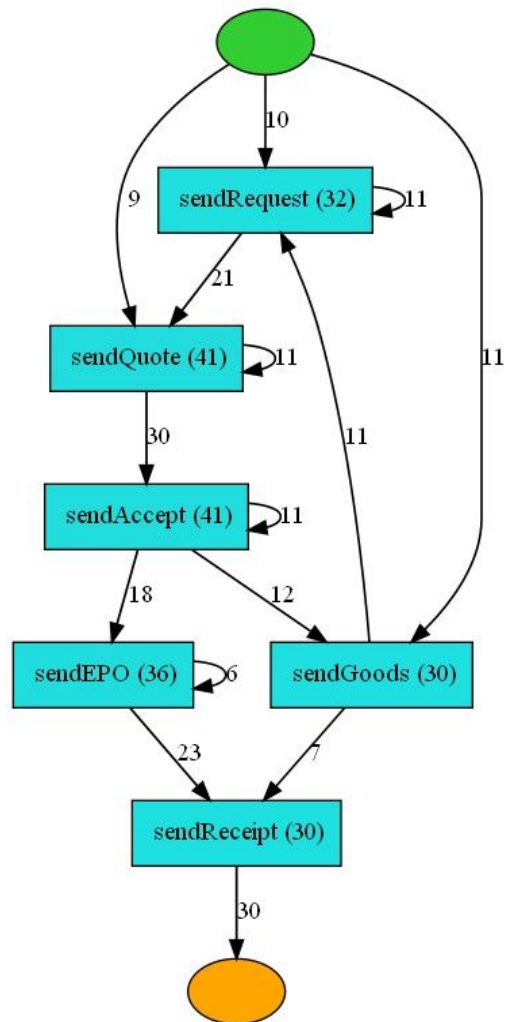 10
9
sendRequest (32)
11
21
sendQuote (41)
11
11
11
30
sendAccept (41)
11
18
12
sendEPO (36)
6
sendGoods (30)
23
7
sendReceipt (30)
30